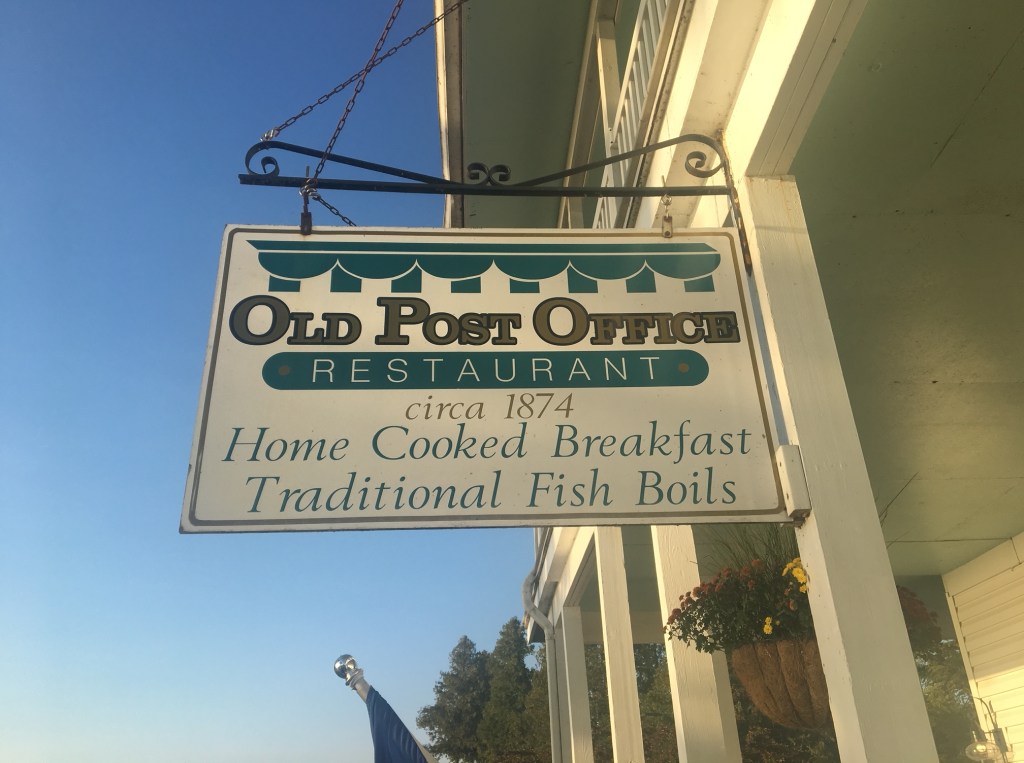 OLD POST OFFICE
RESTAURANT
circa 1874
Home Cooked Breakfast
Traditional Fish Boils